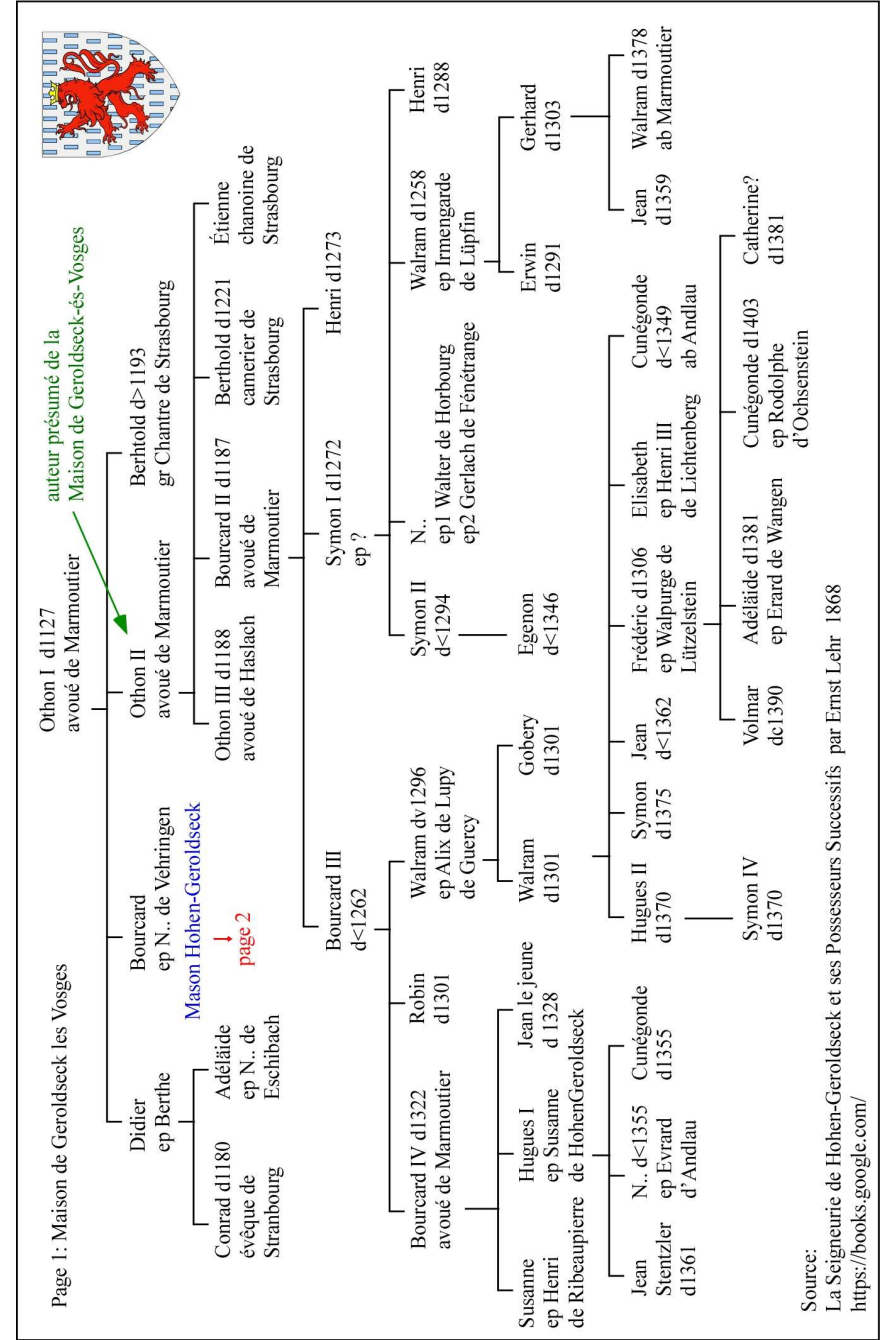 Page 1: Maison de Geroldseck les Vosges
Othon I  d1127
avoué de Marmoutier
auteur présumé de la
Maison de Geroldseck-és-Vosges
Didier
ep Berthe
Bourcard
ep N.. de Vehringen
Mason Hohen-Geroldseck
page 2
Othon II
avoué de Marmoutier
Berhtold d>1193
gr Chantre de Strasbourg
Conrad d1180
évêque de
Stranbourg
Adélaïde
ep N.. de
Eschibach
Othon III d1188
avoué de Haslach
Bourcard II d1187
avoué de
Marmoutier
Berthold d1221
camerier de
Strasbourg
Étienne
chanoine de
Strasbourg
Bourcard III
d<1262
Symon I d1272
ep ?
Henri d1273
Bourcard IV d1322
avoué de Marmoutier
Robin
d1301
Walram dv1296
ep Alix de Lupy
de Guercy
Symon II
d<1294
N..
ep1 Walter de Horbourg
ep2 Gerlach de Fénétrange
Walram d1258
ep Irmengarde
de Lüpfin
Henri
d1288
Susanne
ep Henri
de Ribeaupierre
Hugues I
ep Susanne
de HohenGeroldseck
Jean le jeune
d 1328
Walram
d1301
Gobery
d1301
Egenon
d<1346
Erwin
d1291
Gerhard
d1303
Jean
Stentzler
d1361
N.. d<1355
ep Evrard
d’Andlau
Cunégonde
d1355
Hugues II
d1370
Symon
d1375
Jean
d<1362
Frédéric d1306
ep Walpurge de
Lützelstein
Elisabeth
ep Henri III
de Lichtenberg
Cunégonde
d<1349
ab Andlau
Jean
d1359
Walram d1378
ab Marmoutier
Symon IV
d1370
Volmar
dc1390
Adéläide d1381
ep Erard de Wangen
Cunégonde d1403
ep Rodolphe
d’Ochsenstein
Catherine?
d1381
Source:
La Seigneurie de Hohen-Geroldseck et ses Possesseurs Successifs  par Ernst Lehr  1868
https://books.google.com/